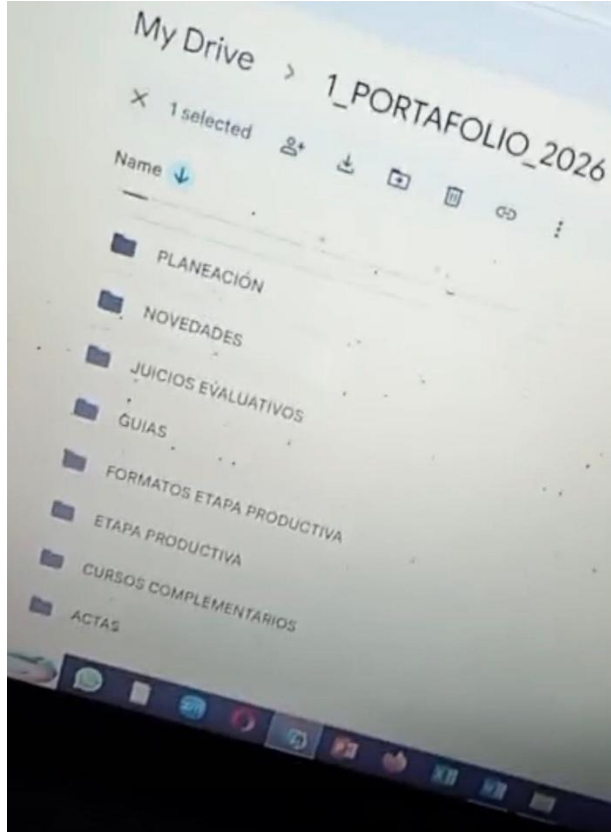 My Drive > 1_PORTAFOLIO_2026
1 selected
Name
PLANEACIÓN
NOVEDADES
JUICIOS EVALUATIVOS
GUIAS
FORMATOS ETAPA PRODUCTIVA
ETAPA PRODUCTIVA
CURSOS COMPLEMENTARIOS
ACTAS